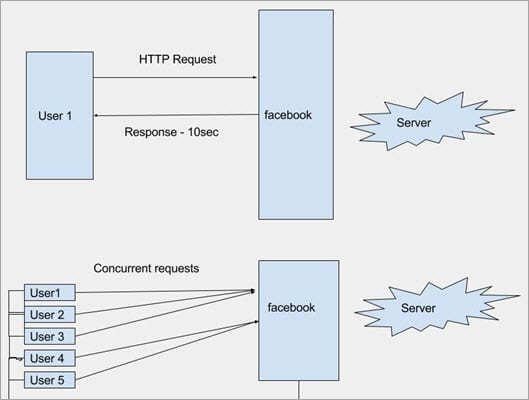 HTTP Request
User 1
facebook
Server
Response - 10sec
Concurrent requests
User1
User 2
User 3
User 4
User 5
facebook
Server